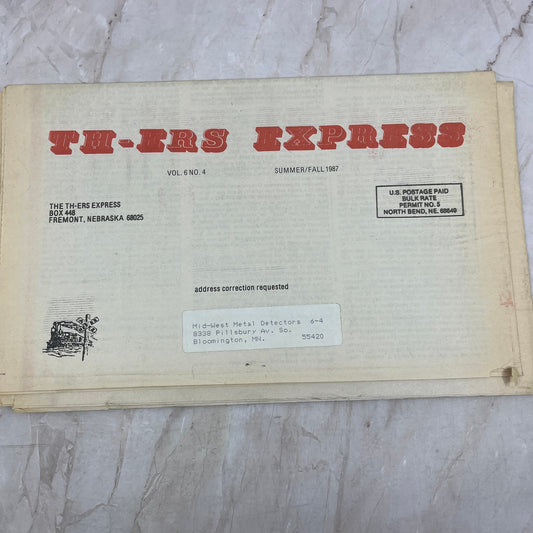 TH-ERS EXPRESS
VOL. 6 NO. 4 SUMMER/FALL 1987
THE TH-ERS EXPRESS
BOX 448
FREMONT, NEBRASKA 68025
U.S. POSTAGE PAID
BULK RATE
PERMIT NO. 5
NORTH BEND, NE. 68649
address correction requested
Mid-West Metal Detectors 6-4
8338 Pillsbury Av. So.
Bloomington, MN. 55420